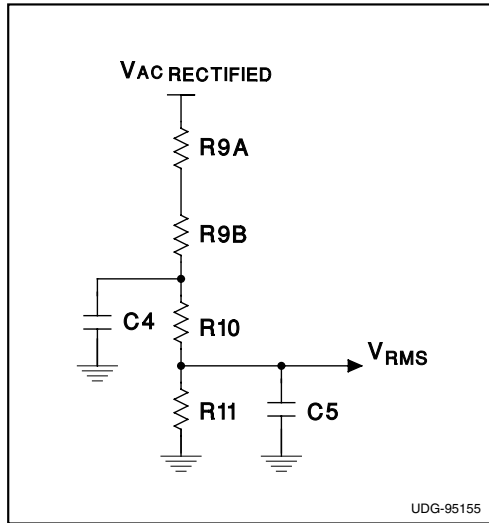 VAC RECTIFIED
R9A
R9B
C4
R10
VRMS
R11
C5
UDG-95155